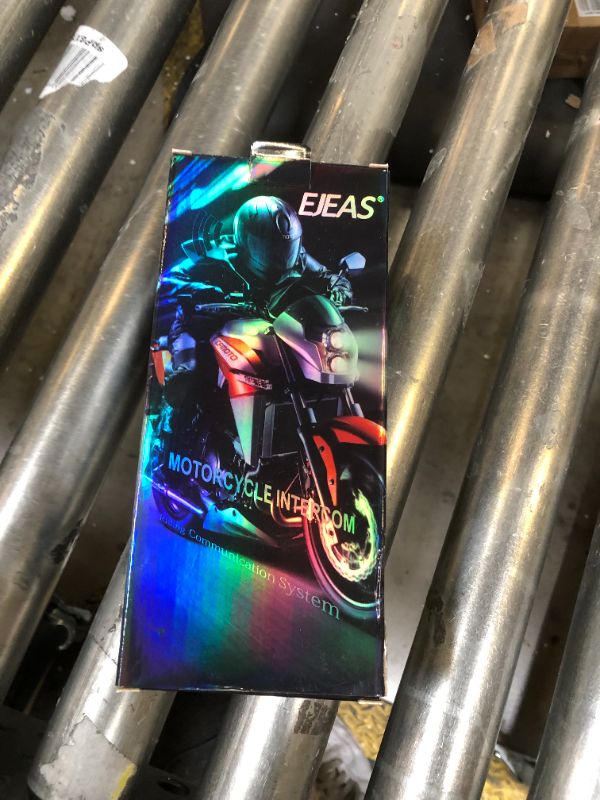 EJEAS®
MOTORCYCLE INTERCOM
Communication System